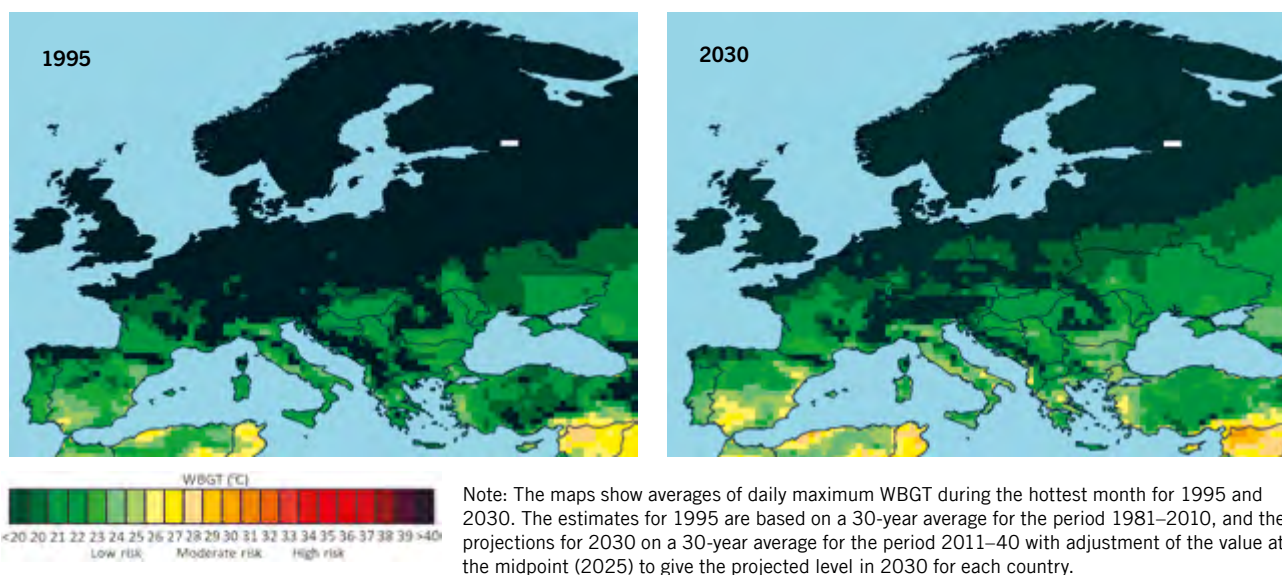 1995
2030
WBGT (°C)
<20 20 21 22 23 24 25 26 27 28 29 30 31 32 33 34 35 36 37 38 39 >40
Low risk Moderate risk High risk
Note: The maps show averages of daily maximum WBGT during the hottest month for 1995 and
2030. The estimates for 1995 are based on a 30-year average for the period 1981–2010, and the
projections for 2030 on a 30-year average for the period 2011–40 with adjustment of the value at
the midpoint (2025) to give the projected level in 2030 for each country.